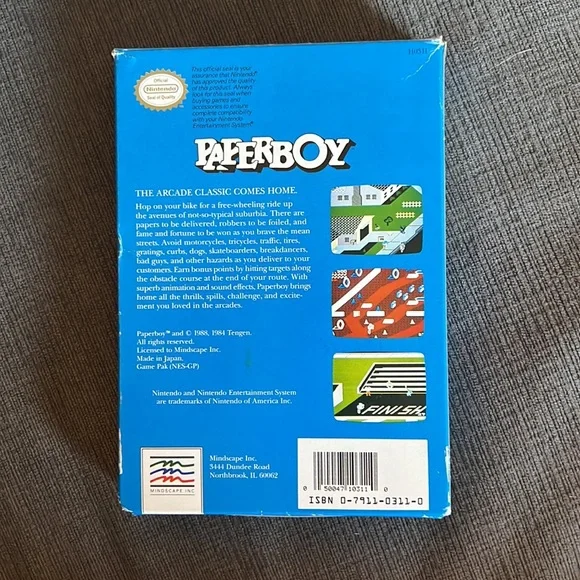 Official
Nintendo
Seal of Quality
This official seal is your
assurance that Nintendo®
has approved the quality
of this product. Always
look for this seal when
buying games and
accessories to ensure
complete compatibility
with your Nintendo
Entertainment System®
PAPERBOY
THE ARCADE CLASSIC COMES HOME.
Hop on your bike for a free-wheeling ride up
the avenues of not-so-typical suburbia. There are
papers to be delivered, robbers to be foiled, and
fame and fortune to be won as you brave the mean
streets. Avoid motorcycles, tricycles, traffic, tires,
gratings, curbs, dogs, skateboarders, breakdancers,
bad guys, and other hazards as you deliver to your
customers. Earn bonus points by hitting targets along
the obstacle course at the end of your route. With
superb animation and sound effects, Paperboy brings
home all the thrills, spills, challenge, and excite-
ment you loved in the arcades.
Paperboy™ and © 1988, 1984 Tengen.
All rights reserved.
Licensed to Mindscape Inc.
Made in Japan.
Game Pak (NES-GP)
Nintendo and Nintendo Entertainment System
are trademarks of Nintendo of America Inc.
FINISH
MINDSCAPE INC
Mindscape Inc.
3444 Dundee Road
Northbrook, IL 60062
0 50047 10311 0
ISBN 0-7911-0311-0